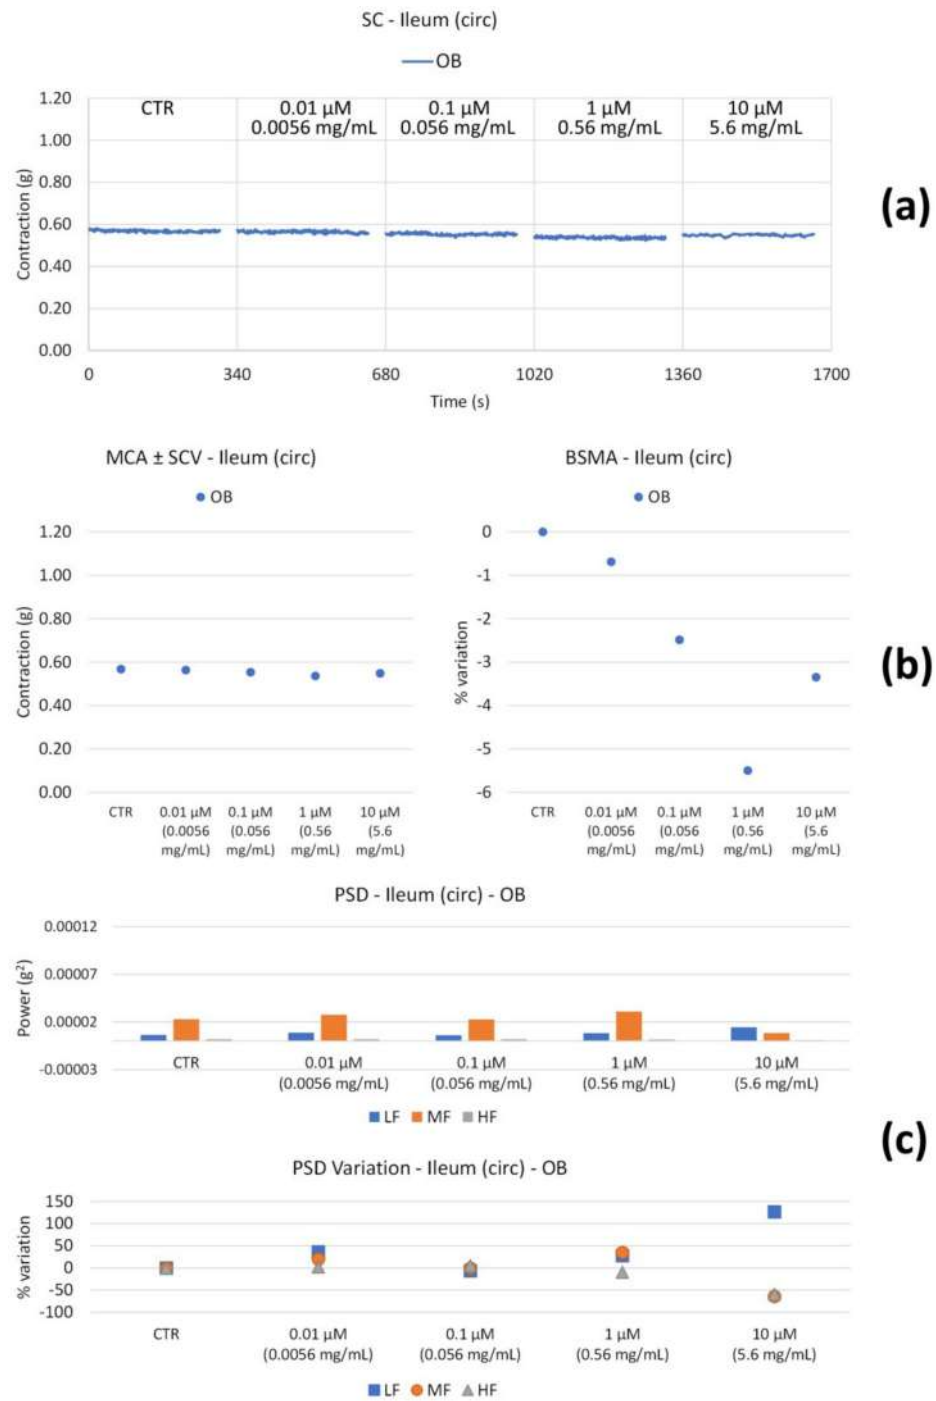 SC - Ileum (circ)
OB
1.20
1.00
0.80
0.60
0.40
0.20
0.00
Contraction (g)
CTR
0.01 µM
0.0056 mg/mL
0.1 µM
0.056 mg/mL
1 µM
0.56 mg/mL
10 µM
5.6 mg/mL
0 340 680 1020 1360 1700
Time (s)
(a)
MCA ± SCV - Ileum (circ)
OB
1.20
1.00
0.80
0.60
0.40
0.20
0.00
Contraction (g)
CTR
0.01 µM
(0.0056
mg/mL)
0.1 µM
(0.056
mg/mL)
1 µM
(0.56
mg/mL)
10 µM
(5.6
mg/mL)
BSMA - Ileum (circ)
OB
0
-1
-2
-3
-4
-5
-6
% variation
CTR
0.01 µM
(0.0056
mg/mL)
0.1 µM
(0.056
mg/mL)
1 µM
(0.56
mg/mL)
10 µM
(5.6
mg/mL)
(b)
PSD - Ileum (circ) - OB
0.00012
0.00007
0.00002
-0.00003
Power (g²)
CTR
0.01 µM
(0.0056 mg/mL)
0.1 µM
(0.056 mg/mL)
1 µM
(0.56 mg/mL)
10 µM
(5.6 mg/mL)
LF MF HF
(c)
PSD Variation - Ileum (circ) - OB
150
100
50
0
-50
-100
% variation
CTR
0.01 µM
(0.0056 mg/mL)
0.1 µM
(0.056 mg/mL)
1 µM
(0.56 mg/mL)
10 µM
(5.6 mg/mL)
LF MF HF